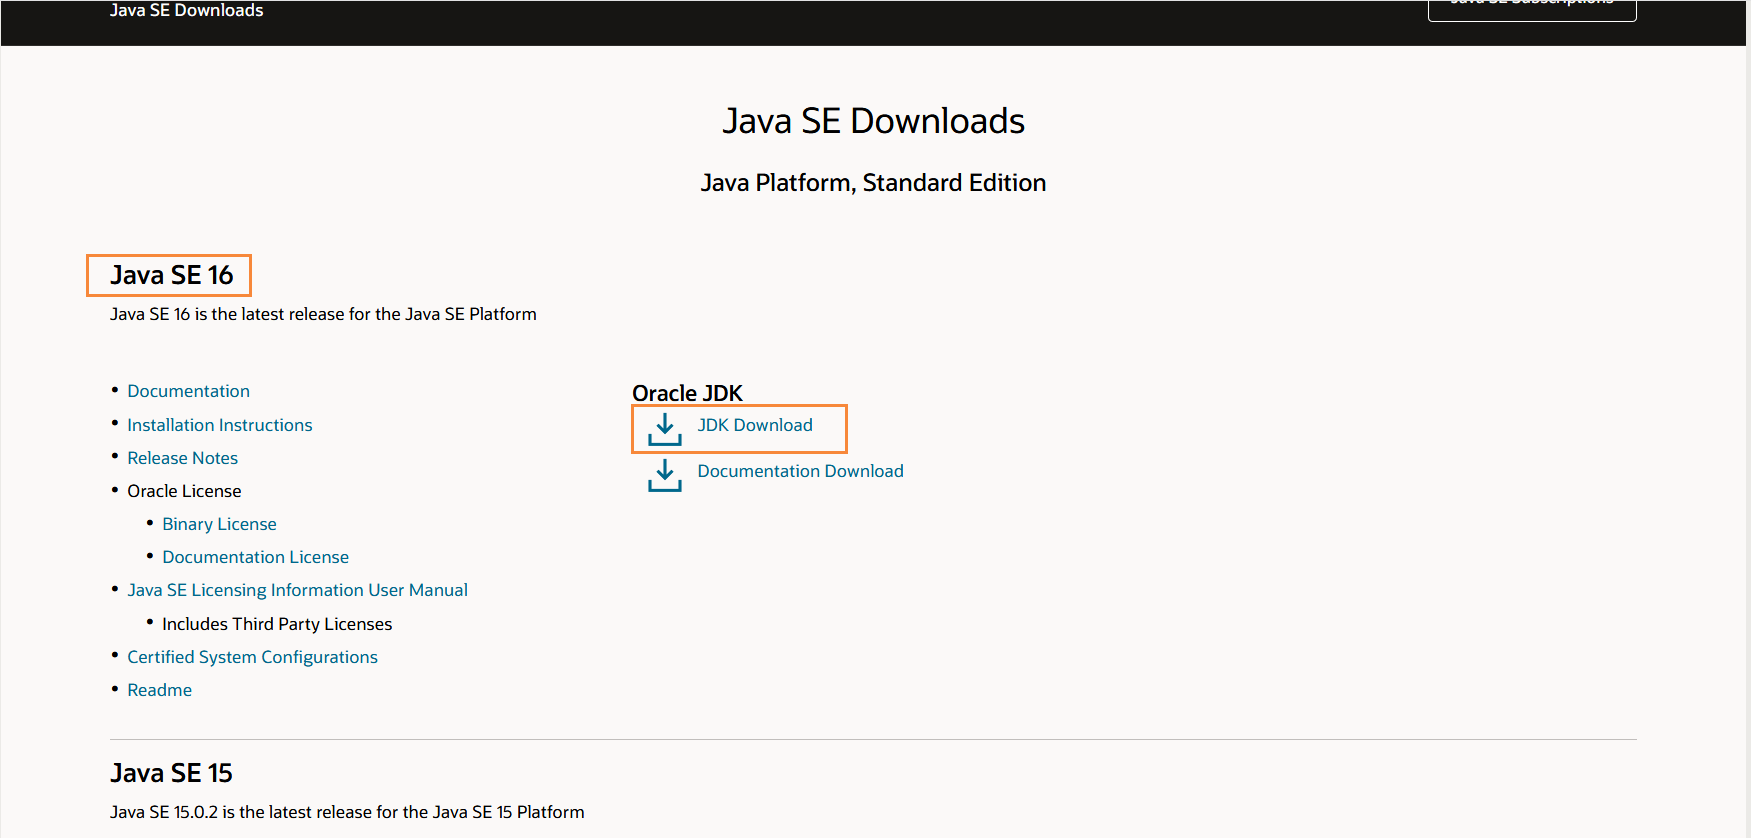 Java SE Downloads
Java SE Subscriptions
Java SE Downloads
Java Platform, Standard Edition
Java SE 16
Java SE 16 is the latest release for the Java SE Platform
Documentation
Installation Instructions
Release Notes
Oracle License
Binary License
Documentation License
Java SE Licensing Information User Manual
Includes Third Party Licenses
Certified System Configurations
Readme
Oracle JDK
JDK Download
Documentation Download
Java SE 15
Java SE 15.0.2 is the latest release for the Java SE 15 Platform